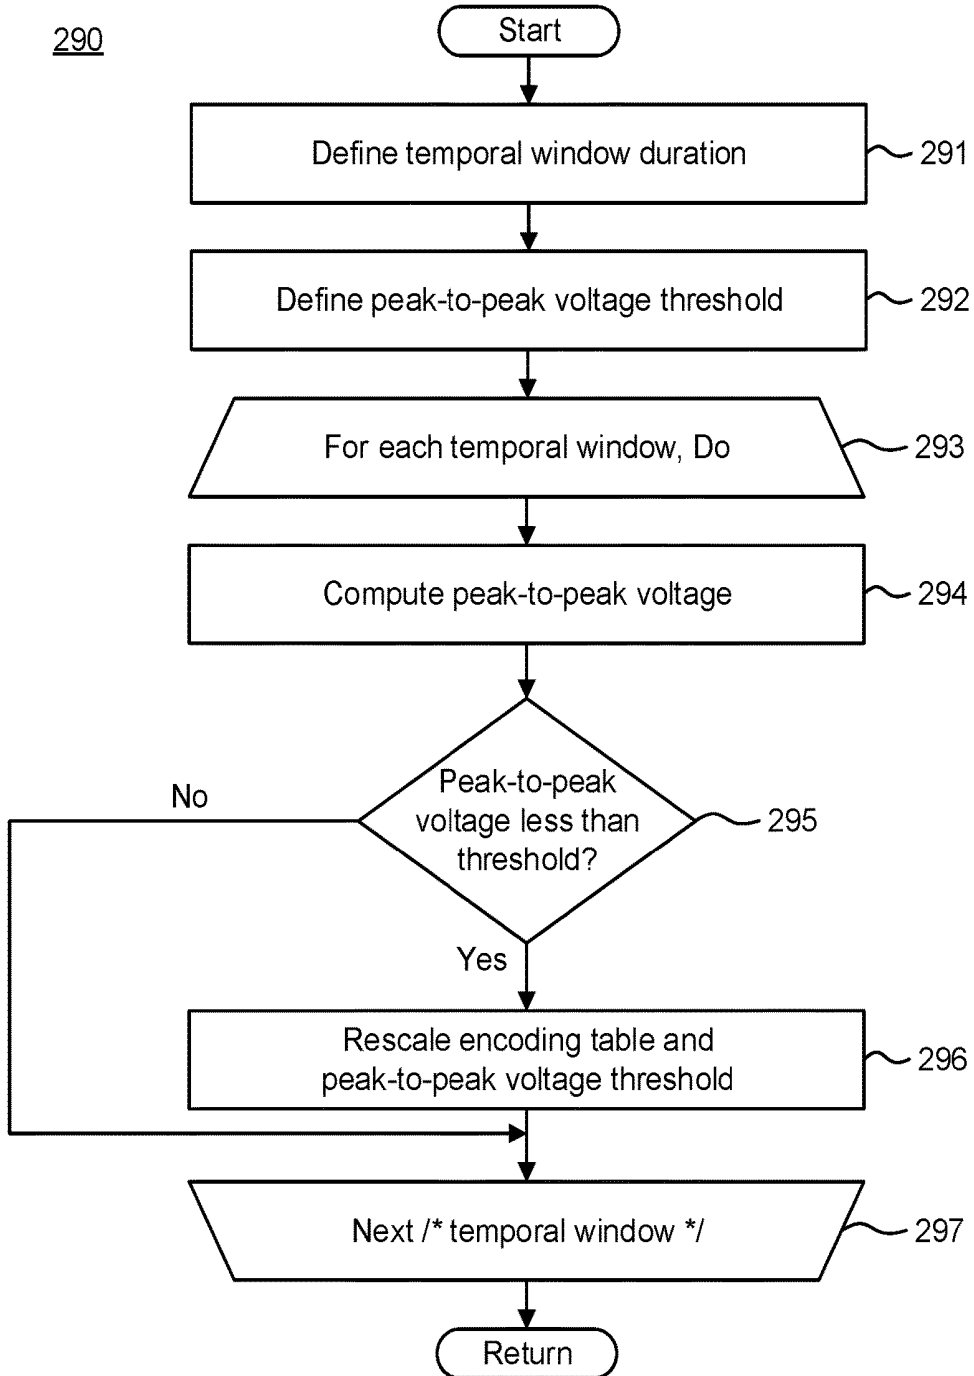 290
Start
Define temporal window duration
291
Define peak-to-peak voltage threshold
292
For each temporal window, Do
293
Compute peak-to-peak voltage
294
Peak-to-peak
voltage less than
threshold?
295
No
Yes
Rescale encoding table and
peak-to-peak voltage threshold
296
Next /* temporal window */
297
Return